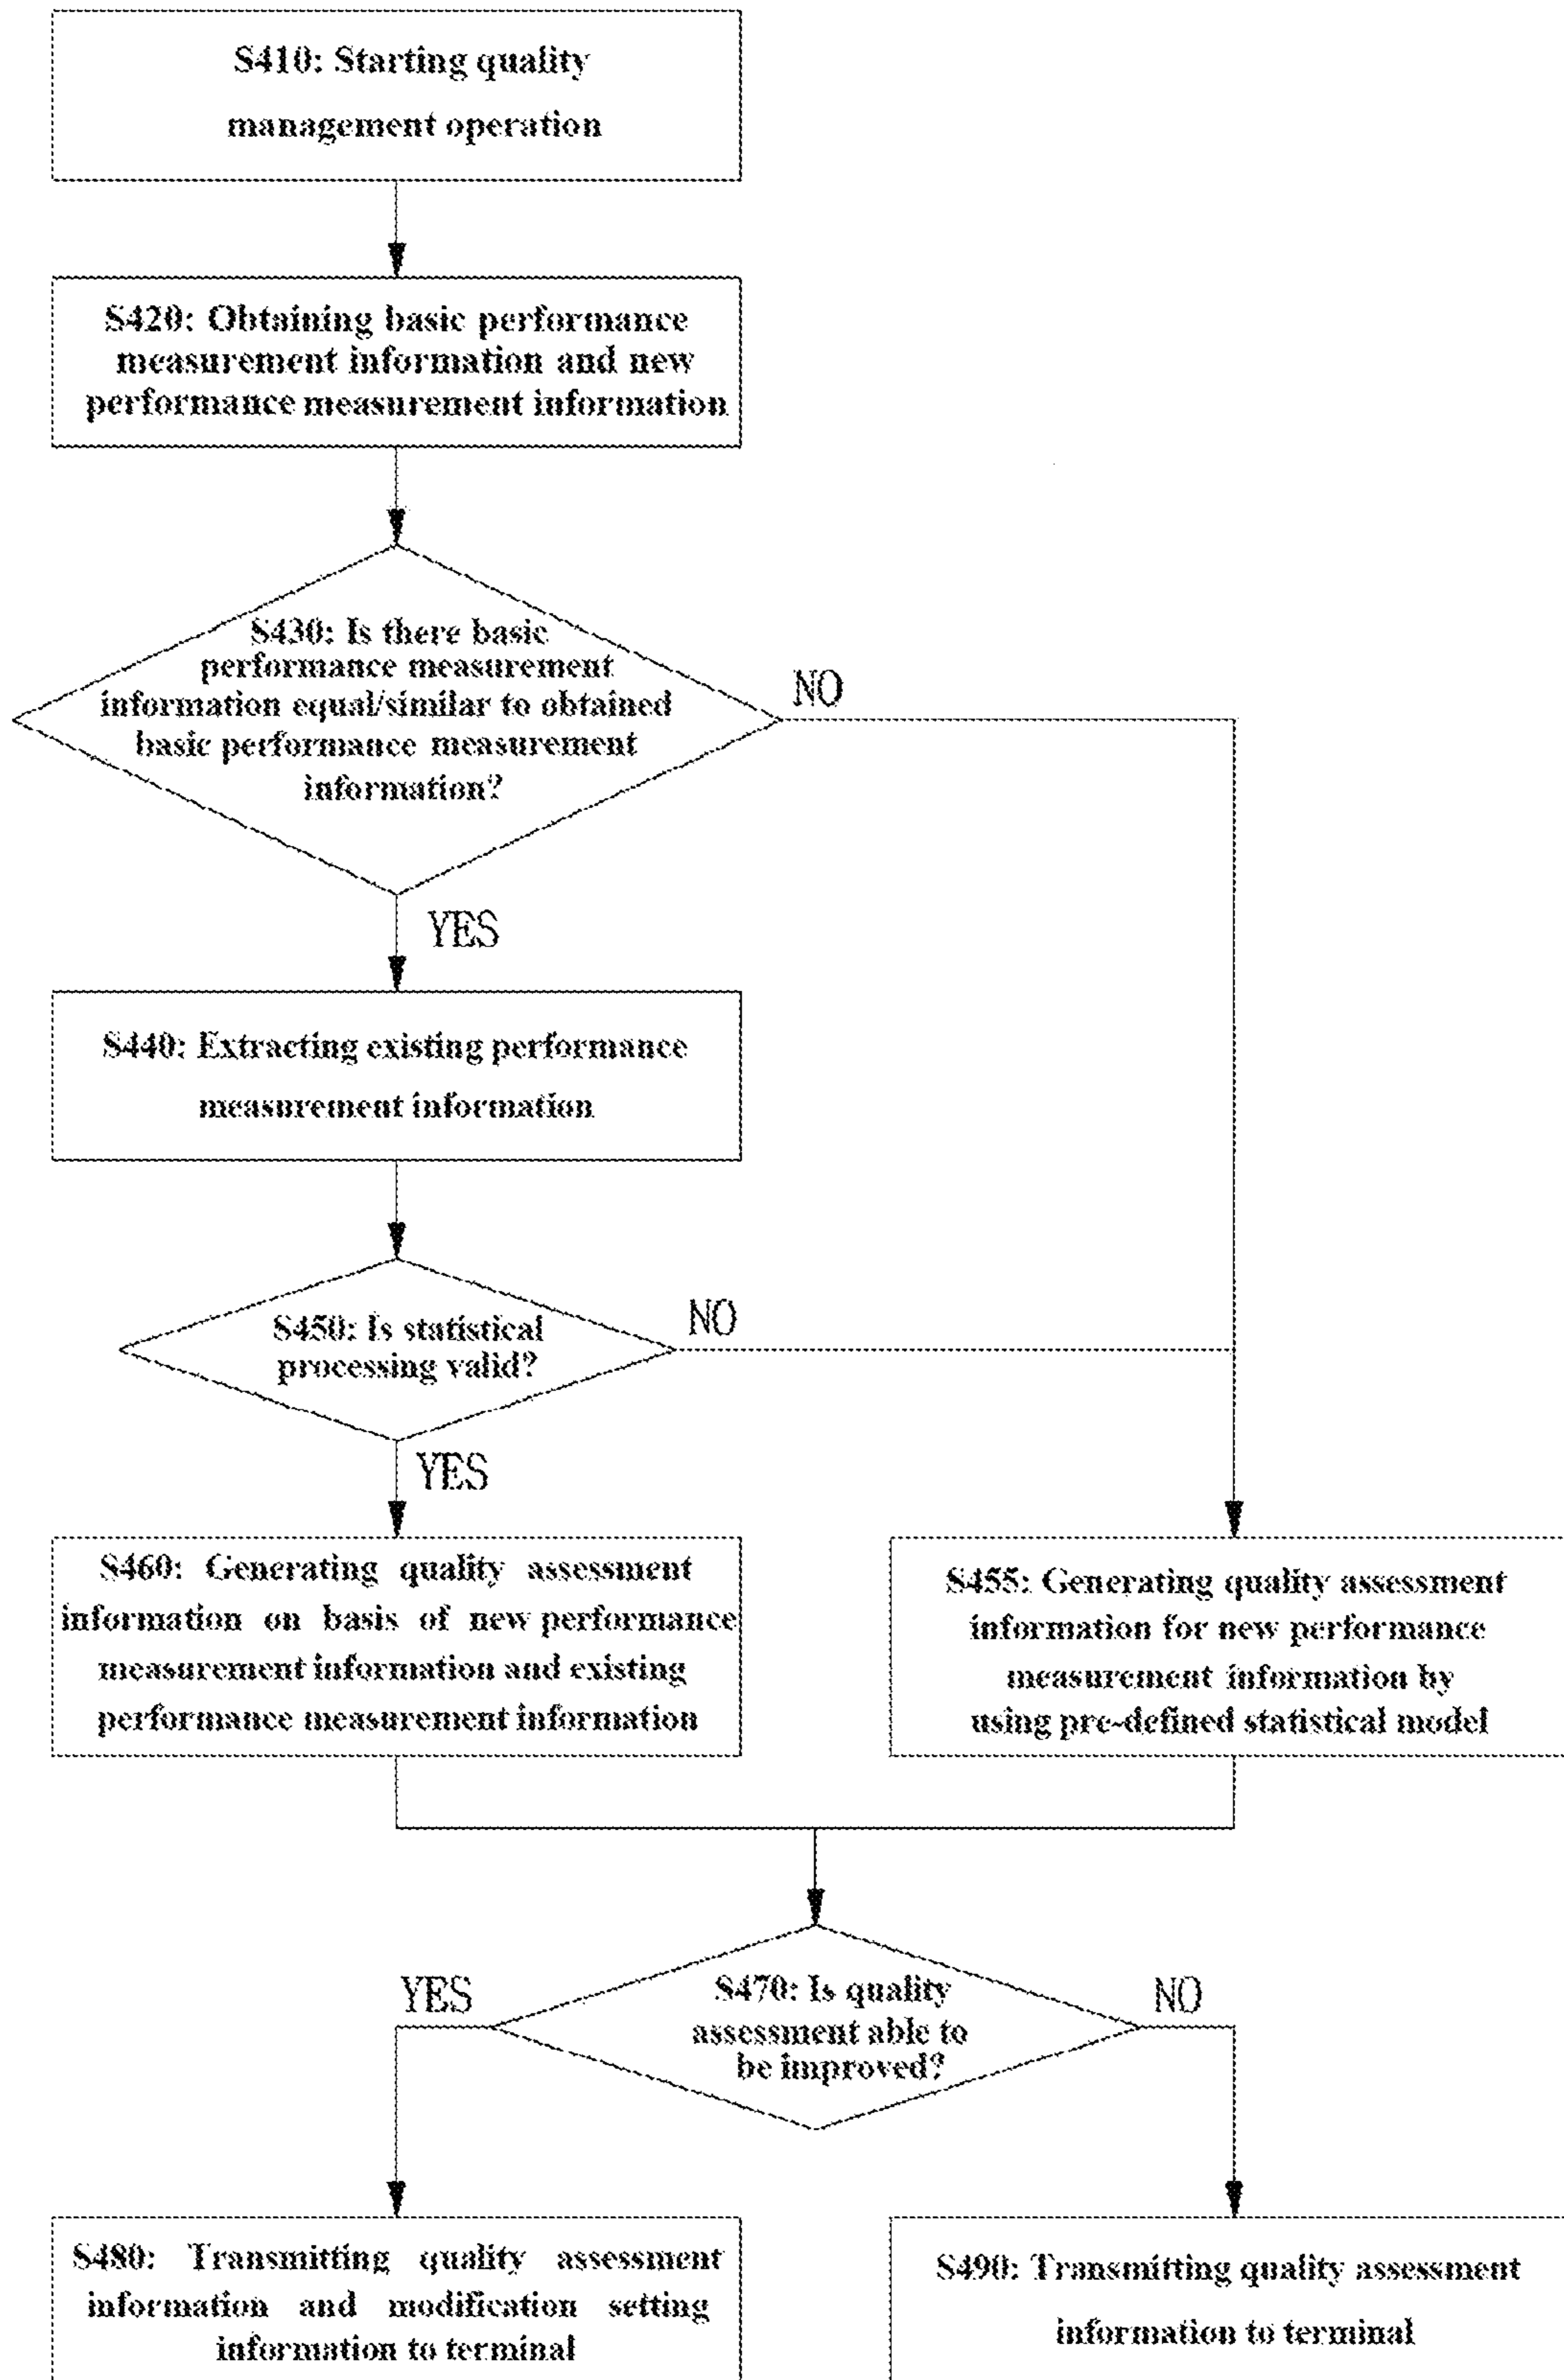 S410: Starting quality
management operation
S420: Obtaining basic performance
measurement information and new
performance measurement information
S430: Is there basic
performance measurement
information equal/similar to obtained
basic performance measurement
information?
NO
YES
S440: Extracting existing performance
measurement information
S450: Is statistical
processing valid?
NO
YES
S460: Generating quality assessment
information on basis of new performance
measurement information and existing
performance measurement information
S455: Generating quality assessment
information for new performance
measurement information by
using pre-defined statistical model
S470: Is quality
assessment able to
be improved?
YES
NO
S480: Transmitting quality assessment
information and modification setting
information to terminal
S490: Transmitting quality assessment
information to terminal